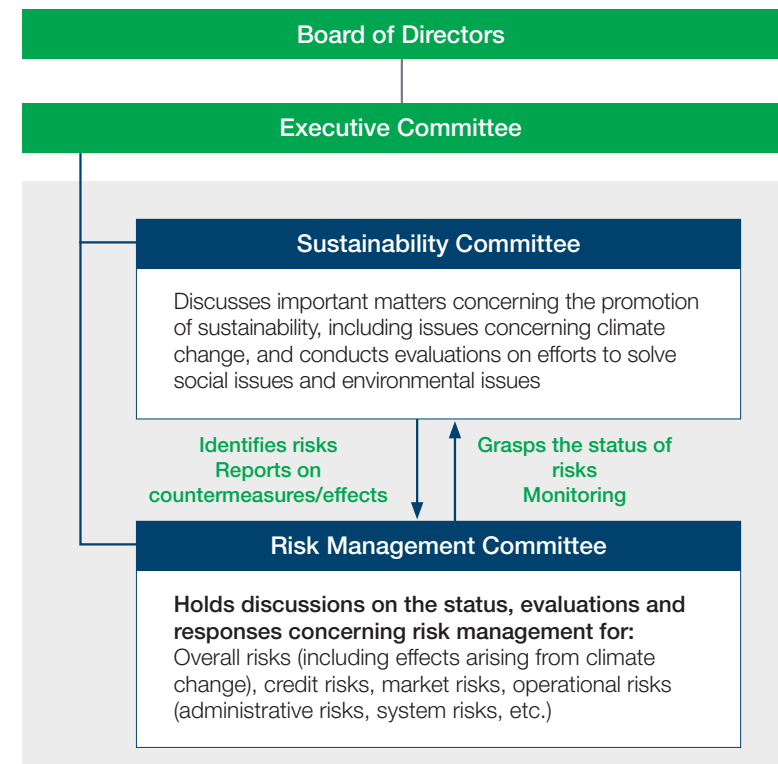 Board of Directors
Executive Committee
Sustainability Committee
Discusses important matters concerning the promotion
of sustainability, including issues concerning climate
change, and conducts evaluations on efforts to solve
social issues and environmental issues
Identifies risks
Reports on
countermeasures/effects
Grasps the status of
risks
Monitoring
Risk Management Committee
Holds discussions on the status, evaluations and
responses concerning risk management for:
Overall risks (including effects arising from climate
change), credit risks, market risks, operational risks
(administrative risks, system risks, etc.)